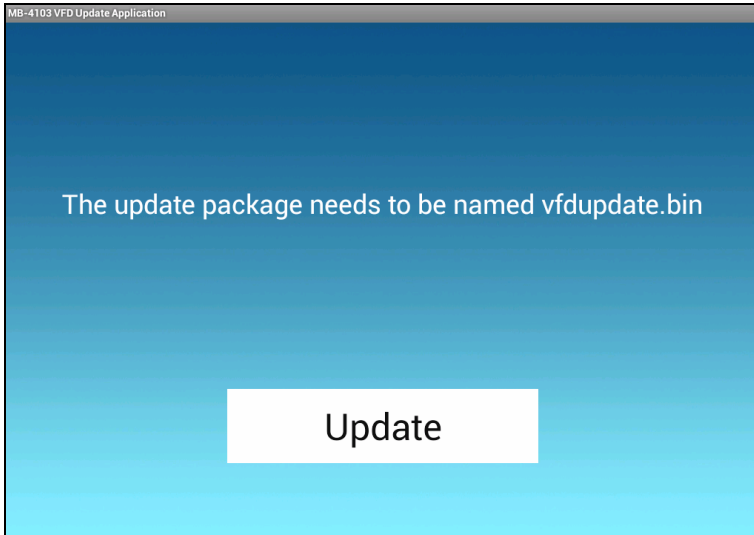 MB-4103 VFD Update Application
The update package needs to be named vfdupdate.bin
Update